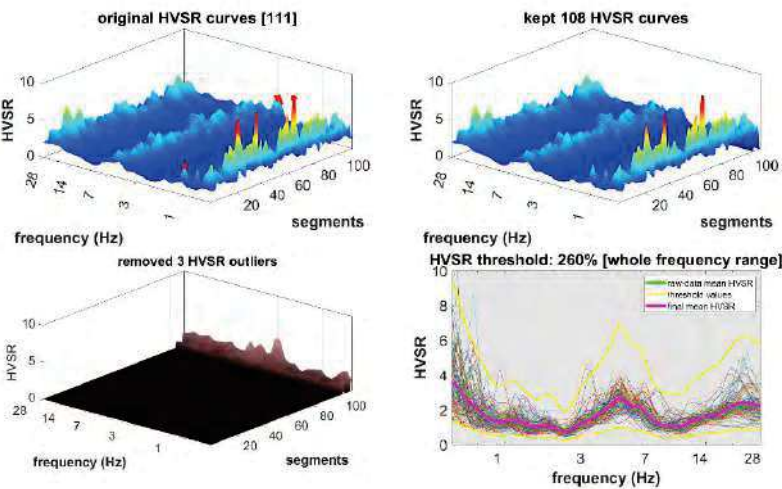 original HVSR curves [111]
10
5
0
HVSR
28
14
7
3
1
20
40
60
80
100
frequency (Hz)
segments
kept 108 HVSR curves
10
5
0
HVSR
28
14
7
3
1
20
40
60
80
100
frequency (Hz)
segments
removed 3 HVSR outliers
10
5
0
HVSR
28
14
7
3
1
20
40
60
80
100
frequency (Hz)
segments
HVSR threshold: 260% [whole frequency range]
raw-data mean HVSR
threshold values
final mean HVSR
10
8
6
4
2
0
HVSR
1
3
7
14
28
frequency (Hz)